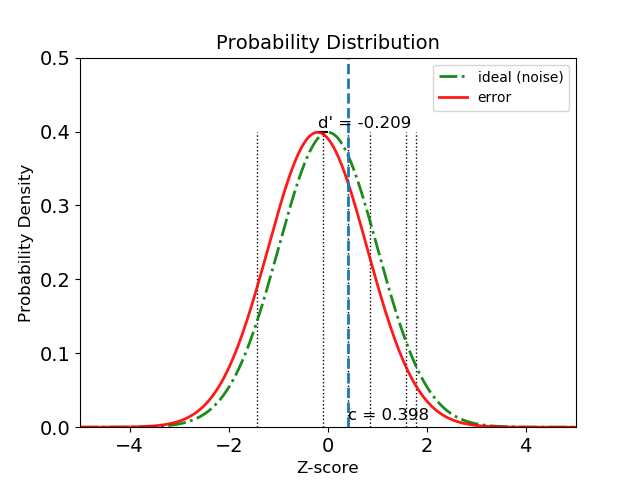 Probability Distribution
ideal (noise)
error
d' = -0.209
c = 0.398
Probability Density
0.5
0.4
0.3
0.2
0.1
0.0
−4
−2
0
2
4
Z-score